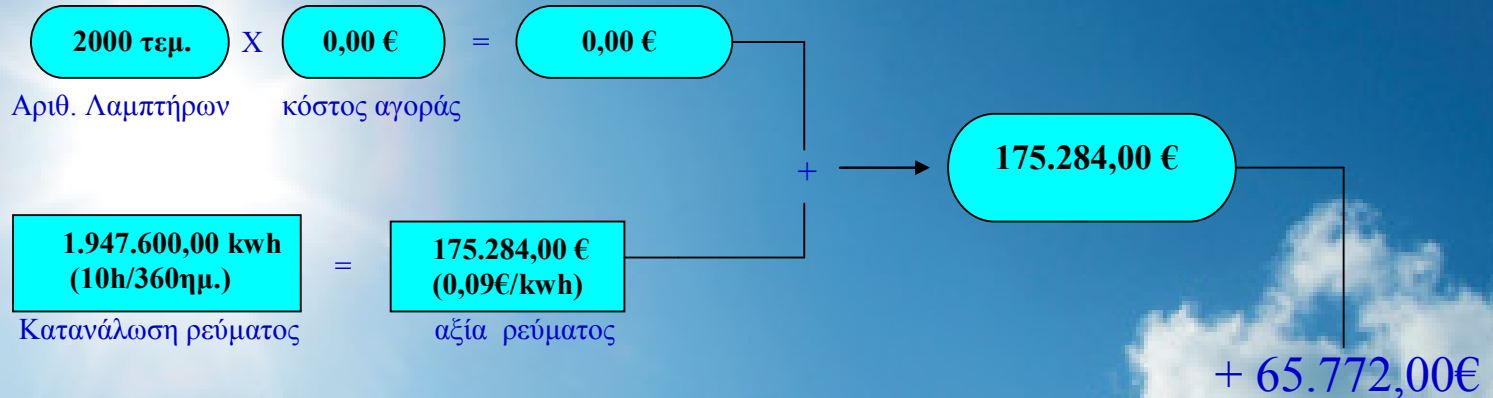 2000 τεμ. X 0,00 € = 0,00 €
Αριθ. Λαμπτήρων κόστος αγοράς
+ 175.284,00 €
1.947.600,00 kwh
(10h/360ημ.)
=
175.284,00 €
(0,09€/kwh)
Κατανάλωση ρεύματος αξία ρεύματος
+ 65.772,00€